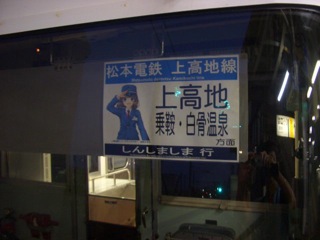 松本電鉄 上高地線
上高地
乗鞍・白骨温泉
方面
しんしましま 行